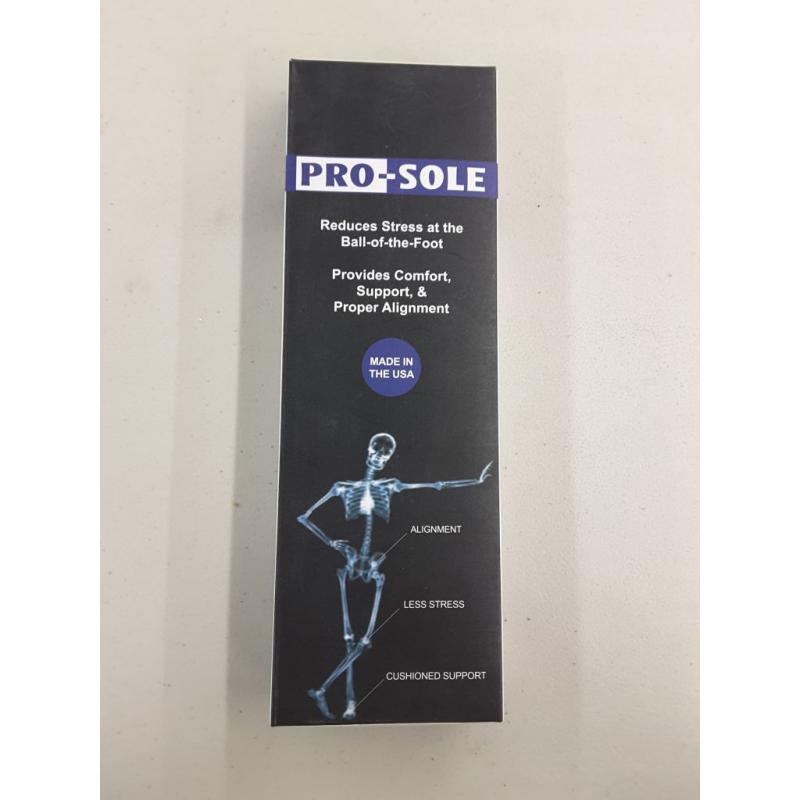 PRO-SOLE
Reduces Stress at the
Ball-of-the-Foot
Provides Comfort,
Support, &
Proper Alignment
MADE IN
THE USA
ALIGNMENT
LESS STRESS
CUSHIONED SUPPORT